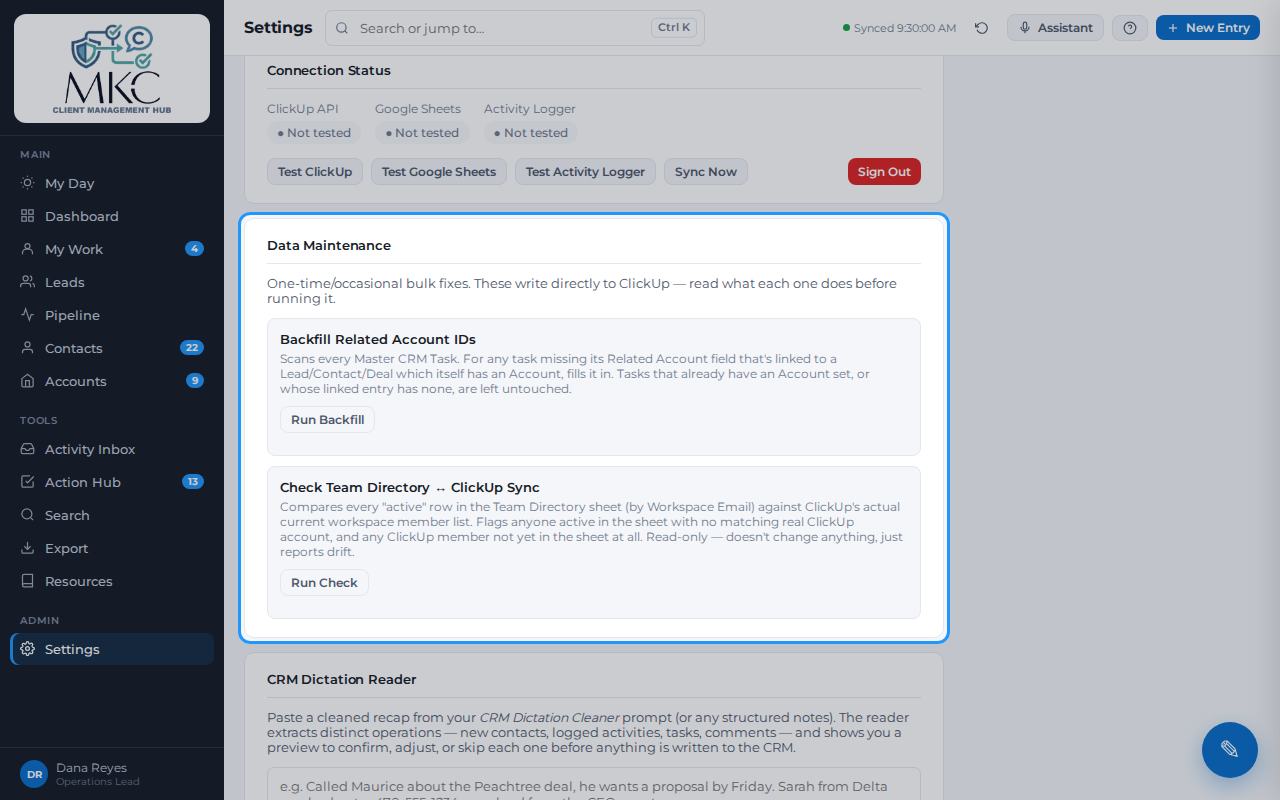 MKC
CLIENT MANAGEMENT HUB
MAIN
My Day
Dashboard
My Work 4
Leads
Pipeline
Contacts 22
Accounts 9
TOOLS
Activity Inbox
Action Hub 13
Search
Export
Resources
ADMIN
Settings
DR Dana Reyes
Operations Lead
Settings Search or jump to... Ctrl K Synced 9:30:00 AM Assistant + New Entry
Connection Status
ClickUp API Google Sheets Activity Logger
● Not tested ● Not tested ● Not tested
Test ClickUp Test Google Sheets Test Activity Logger Sync Now Sign Out
Data Maintenance
One-time/occasional bulk fixes. These write directly to ClickUp — read what each one does before
running it.
Backfill Related Account IDs
Scans every Master CRM Task. For any task missing its Related Account field that's linked to a
Lead/Contact/Deal which itself has an Account, fills it in. Tasks that already have an Account set, or
whose linked entry has none, are left untouched.
Run Backfill
Check Team Directory ↔ ClickUp Sync
Compares every "active" row in the Team Directory sheet (by Workspace Email) against ClickUp's actual
current workspace member list. Flags anyone active in the sheet with no matching real ClickUp
account, and any ClickUp member not yet in the sheet at all. Read-only — doesn't change anything, just
reports drift.
Run Check
CRM Dictation Reader
Paste a cleaned recap from your CRM Dictation Cleaner prompt (or any structured notes). The reader
extracts distinct operations — new contacts, logged activities, tasks, comments — and shows you a
preview to confirm, adjust, or skip each one before anything is written to the CRM.
e.g. Called Maurice about the Peachtree deal, he wants a proposal by Friday. Sarah from Delta